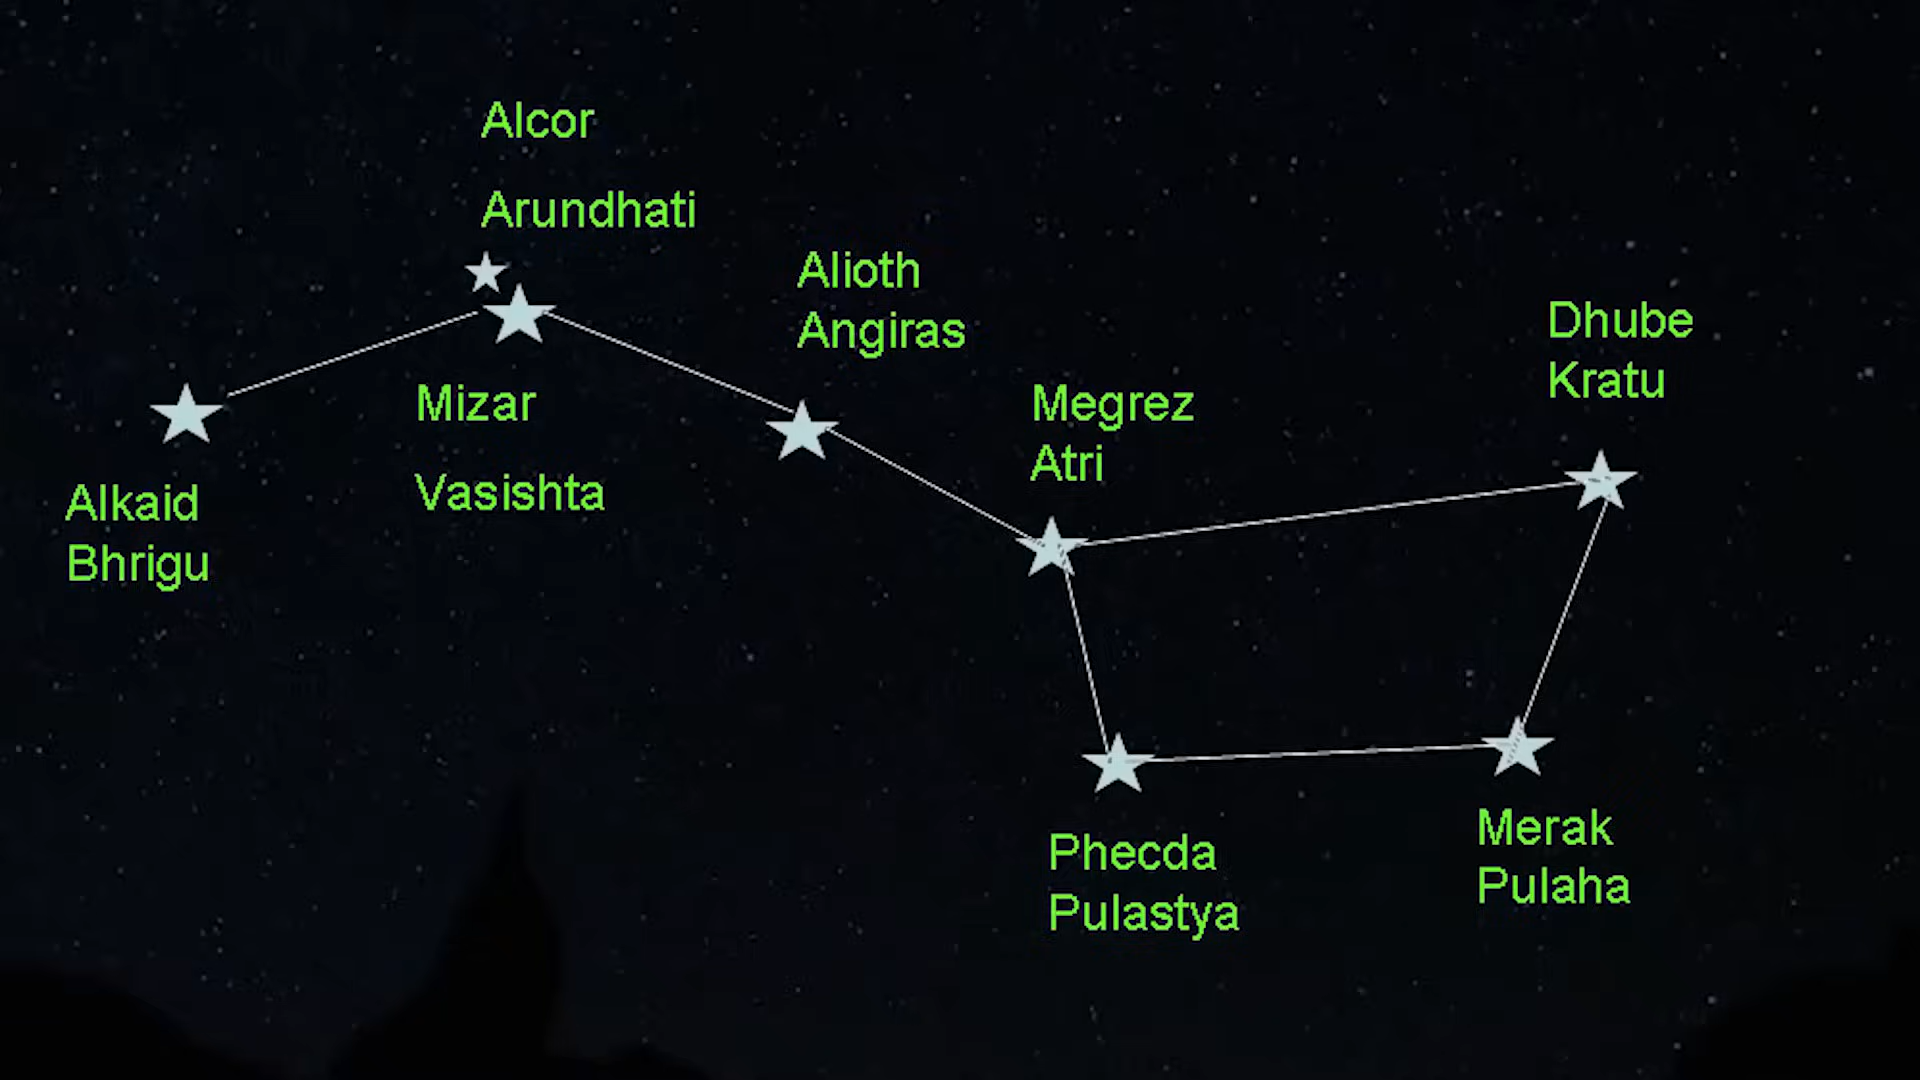 Alcor
Arundhati
Alioth
Angiras
Dhube
Kratu
Mizar
Vasishta
Megrez
Atri
Alkaid
Bhrigu
Phecda
Pulastya
Merak
Pulaha